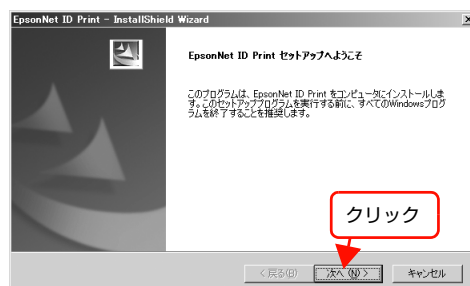 EpsonNet ID Print - InstallShield Wizard
EpsonNet ID Print セットアップへようこそ
このプログラムは、EpsonNet ID Print をコンピュータにインストールしま
す。このセットアッププログラムを実行する前に、すべてのWindowsプログ
ラムを終了することを推奨します。
クリック
< 戻る(B)
次へ (N) >
キャンセル